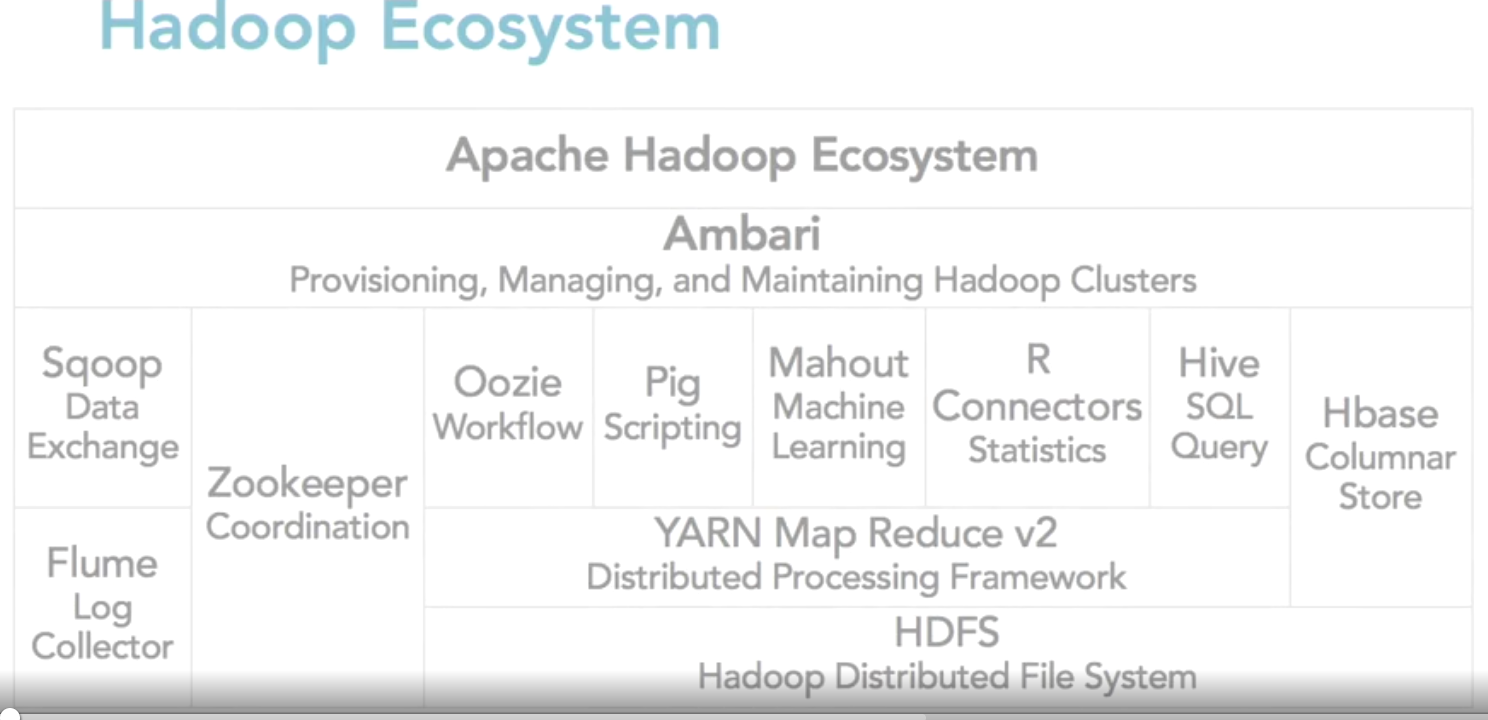 Hadoop Ecosystem
Apache Hadoop Ecosystem
Ambari
Provisioning, Managing, and Maintaining Hadoop Clusters
Sqoop
Data
Exchange
Zookeeper
Coordination
Oozie
Workflow
Pig
Scripting
Mahout
Machine
Learning
R
Connectors
Statistics
Hive
SQL
Query
Hbase
Columnar
Store
Flume
Log
Collector
YARN Map Reduce v2
Distributed Processing Framework
HDFS
Hadoop Distributed File System